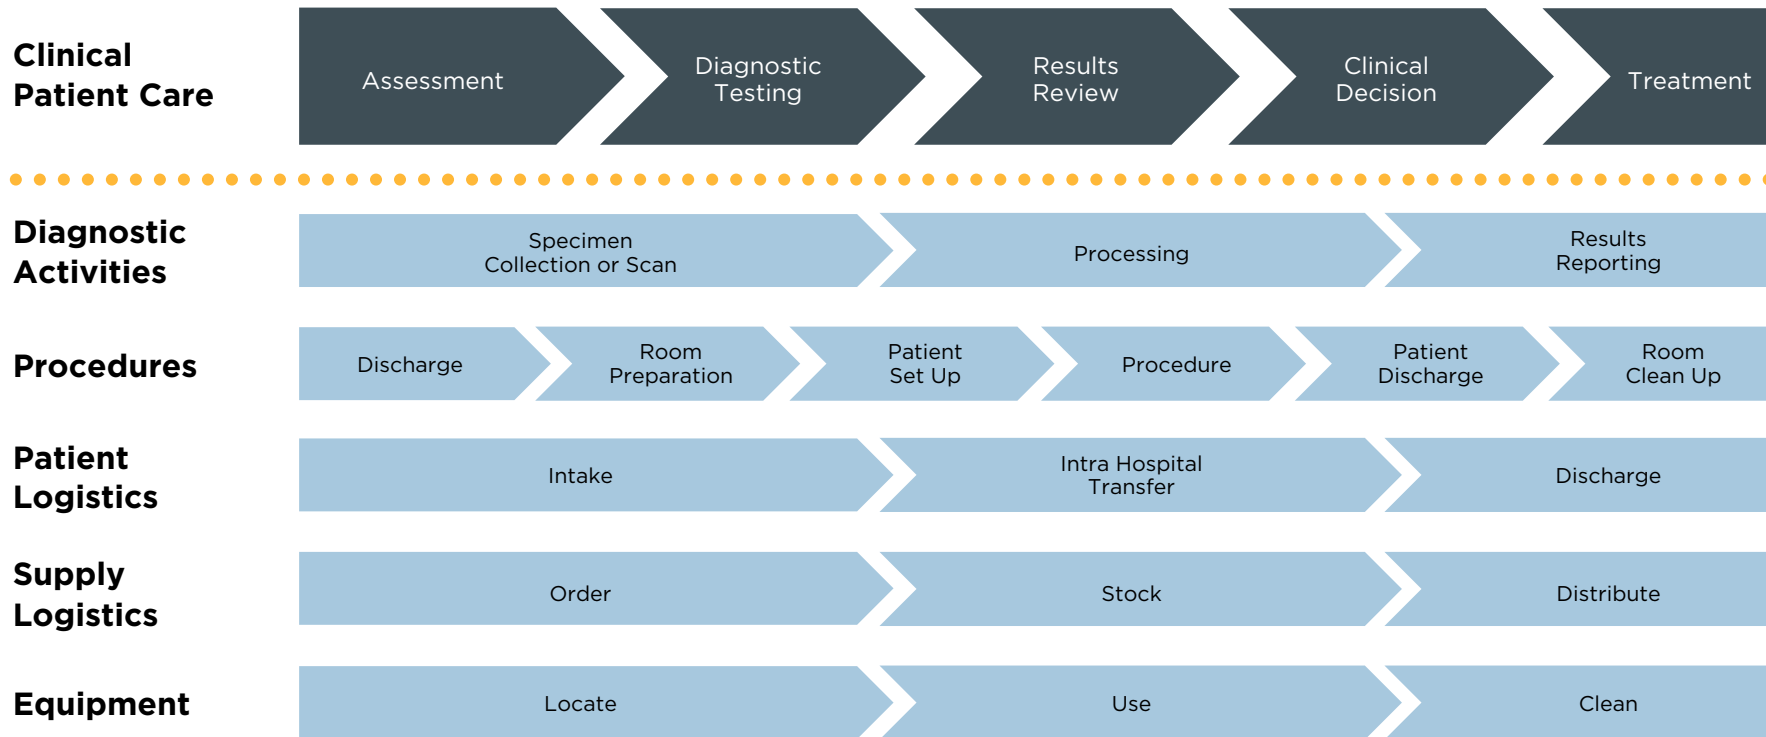 Clinical
Patient Care
Assessment
Diagnostic
Testing
Results
Review
Clinical
Decision
Treatment
Diagnostic
Activities
Specimen
Collection or Scan
Processing
Results
Reporting
Procedures
Discharge
Room
Preparation
Patient
Set Up
Procedure
Patient
Discharge
Room
Clean Up
Patient
Logistics
Intake
Intra Hospital
Transfer
Discharge
Supply
Logistics
Order
Stock
Distribute
Equipment
Locate
Use
Clean